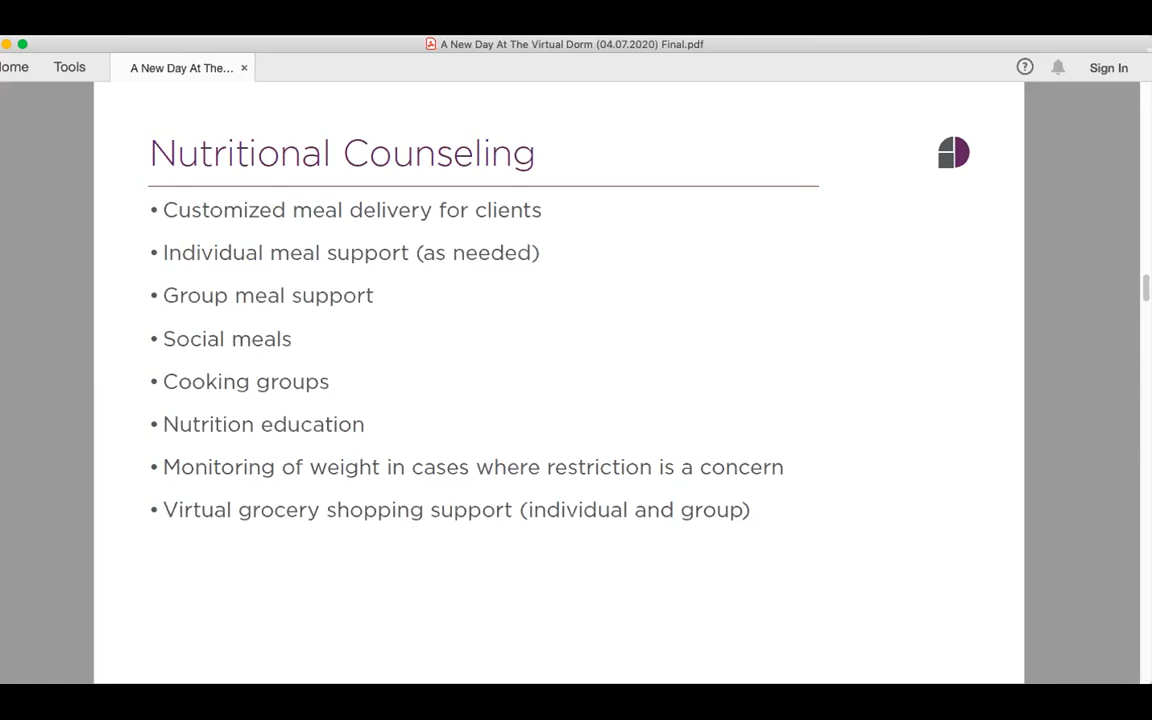 A New Day At The Virtual Dorm (04.07.2020) Final.pdf
ome
Tools
A New Day At The...
×
?
Sign In
Nutritional Counseling
• Customized meal delivery for clients
• Individual meal support (as needed)
• Group meal support
• Social meals
• Cooking groups
• Nutrition education
• Monitoring of weight in cases where restriction is a concern
• Virtual grocery shopping support (individual and group)